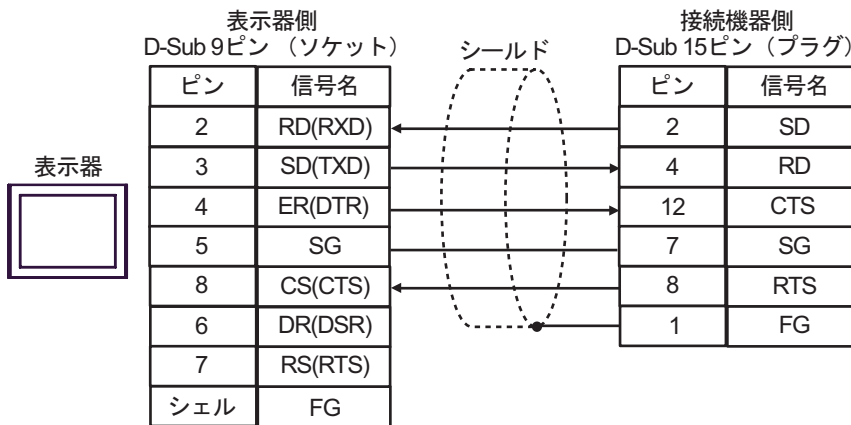 表示器側
D-Sub 9ピン （ソケット）
シールド
接続機器側
D-Sub 15ピン（プラグ）
表示器
ピン 信号名
2 RD(RXD)
3 SD(TXD)
4 ER(DTR)
5 SG
8 CS(CTS)
6 DR(DSR)
7 RS(RTS)
シェル FG
ピン 信号名
2 SD
4 RD
12 CTS
7 SG
8 RTS
1 FG